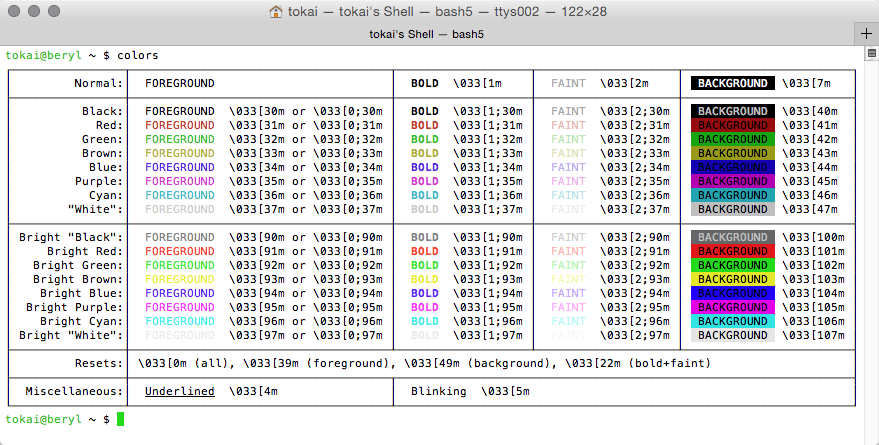 tokai — tokai's Shell — bash5 — ttys002 — 122×28
tokai's Shell — bash5
tokai@beryl ~ $ colors
Normal: FOREGROUND BOLD \033[1m FAINT \033[2m BACKGROUND \033[7m
Black: FOREGROUND \033[30m or \033[0;30m BOLD \033[1;30m FAINT \033[2;30m BACKGROUND \033[40m
Red: FOREGROUND \033[31m or \033[0;31m BOLD \033[1;31m FAINT \033[2;31m BACKGROUND \033[41m
Green: FOREGROUND \033[32m or \033[0;32m BOLD \033[1;32m FAINT \033[2;32m BACKGROUND \033[42m
Brown: FOREGROUND \033[33m or \033[0;33m BOLD \033[1;33m FAINT \033[2;33m BACKGROUND \033[43m
Blue: FOREGROUND \033[34m or \033[0;34m BOLD \033[1;34m FAINT \033[2;34m BACKGROUND \033[44m
Purple: FOREGROUND \033[35m or \033[0;35m BOLD \033[1;35m FAINT \033[2;35m BACKGROUND \033[45m
Cyan: FOREGROUND \033[36m or \033[0;36m BOLD \033[1;36m FAINT \033[2;36m BACKGROUND \033[46m
"White": FOREGROUND \033[37m or \033[0;37m BOLD \033[1;37m FAINT \033[2;37m BACKGROUND \033[47m
Bright "Black": FOREGROUND \033[90m or \033[0;90m BOLD \033[1;90m FAINT \033[2;90m BACKGROUND \033[100m
Bright Red: FOREGROUND \033[91m or \033[0;91m BOLD \033[1;91m FAINT \033[2;91m BACKGROUND \033[101m
Bright Green: FOREGROUND \033[92m or \033[0;92m BOLD \033[1;92m FAINT \033[2;92m BACKGROUND \033[102m
Bright Brown: FOREGROUND \033[93m or \033[0;93m BOLD \033[1;93m FAINT \033[2;93m BACKGROUND \033[103m
Bright Blue: FOREGROUND \033[94m or \033[0;94m BOLD \033[1;94m FAINT \033[2;94m BACKGROUND \033[104m
Bright Purple: FOREGROUND \033[95m or \033[0;95m BOLD \033[1;95m FAINT \033[2;95m BACKGROUND \033[105m
Bright Cyan: FOREGROUND \033[96m or \033[0;96m BOLD \033[1;96m FAINT \033[2;96m BACKGROUND \033[106m
Bright "White": FOREGROUND \033[97m or \033[0;97m BOLD \033[1;97m FAINT \033[2;97m BACKGROUND \033[107m
Resets: \033[0m (all), \033[39m (foreground), \033[49m (background), \033[22m (bold+faint)
Miscellaneous: Underlined \033[4m Blinking \033[5m
tokai@beryl ~ $